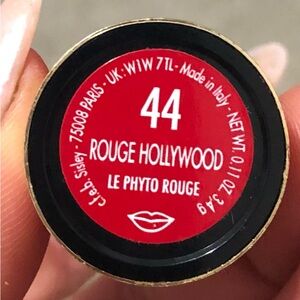 c.f.e.b. Sisley - 75008 PARIS - UK: W1W 7TL - Made in Italy - NET WT 0.11 OZ 3,4g
44
ROUGE HOLLYWOOD
LE PHYTO ROUGE